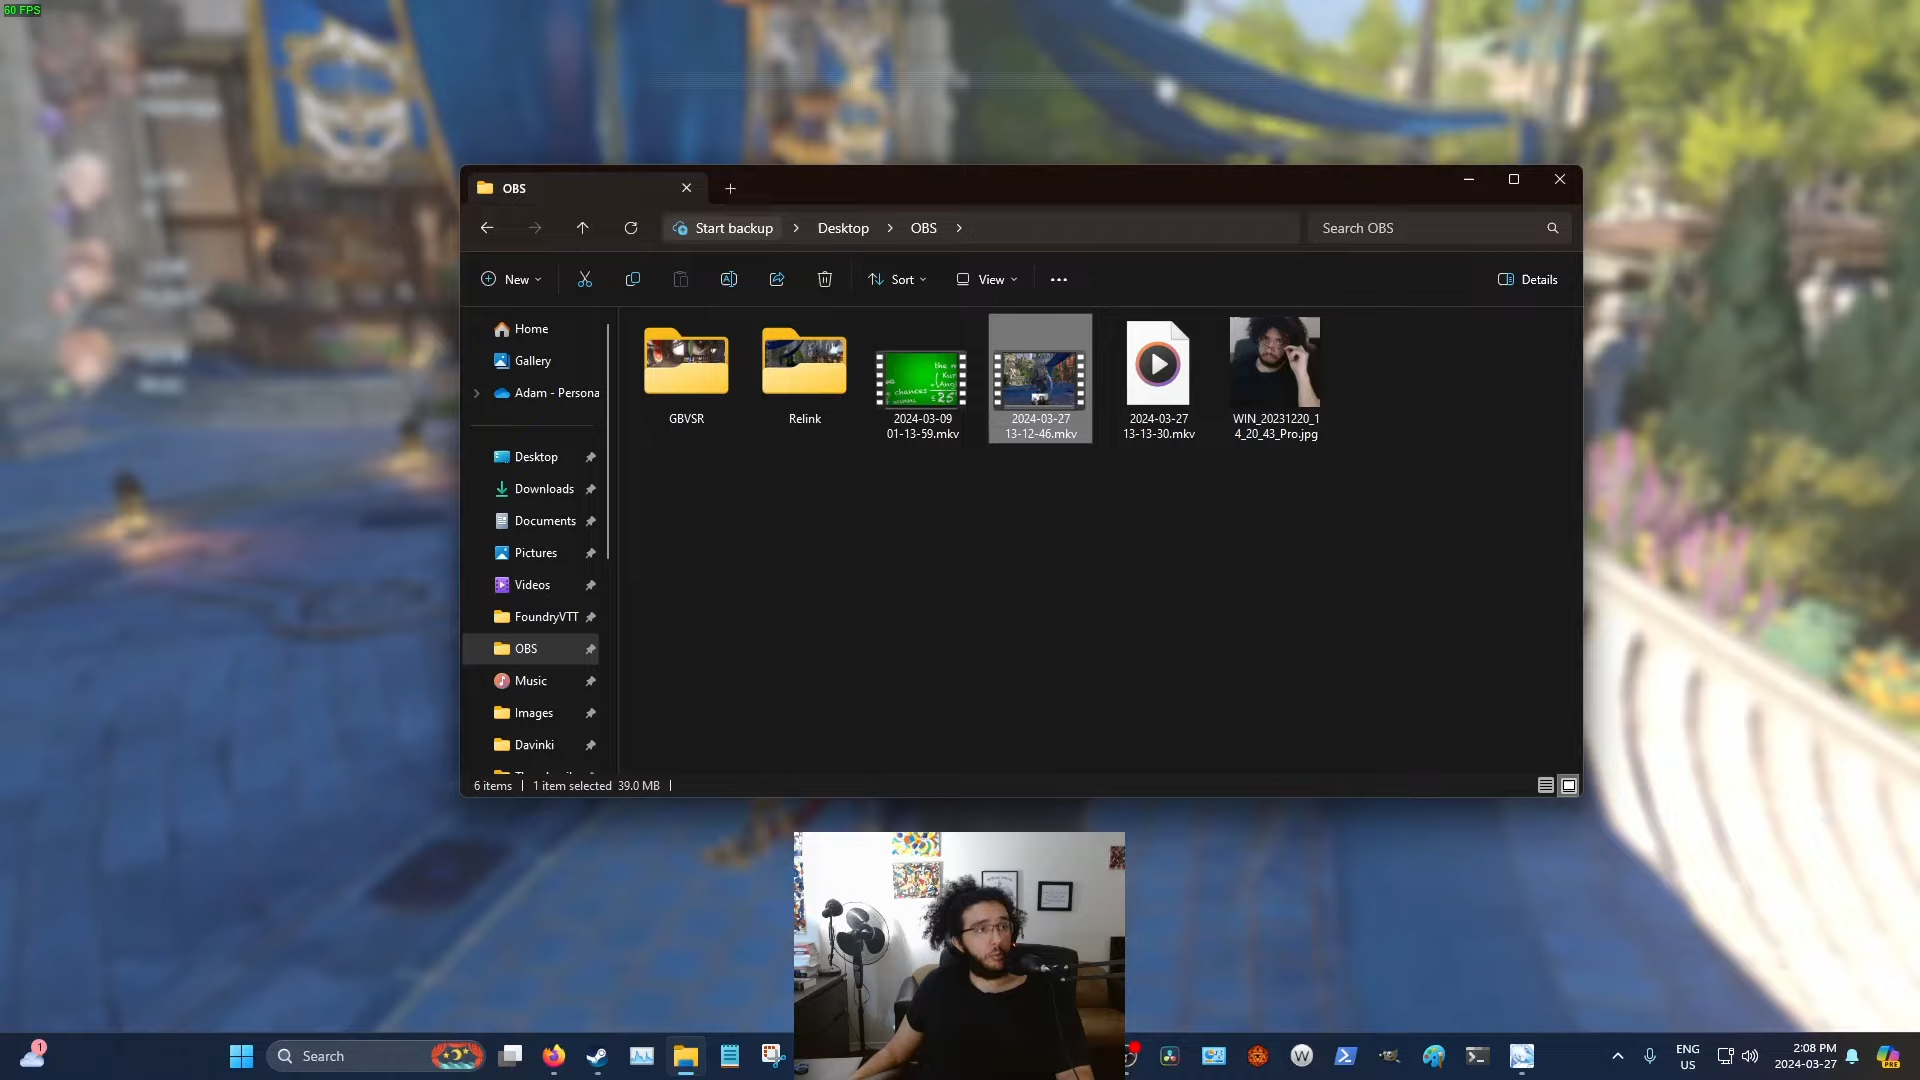 60 FPS
OBS
Start backup
Desktop
OBS
Search OBS
New
Sort
View
Details
Home
Gallery
Adam - Persona
Desktop
Downloads
Documents
Pictures
Videos
FoundryVTT
OBS
Music
Images
Davinki
GBVSR
Relink
2024-03-09
01-13-59.mkv
2024-03-27
13-12-46.mkv
2024-03-27
13-13-30.mkv
WIN_20231220_1
4_20_43_Pro.jpg
6 items
1 item selected 39.0 MB
1
Search
ENG
US
2:08 PM
2024-03-27
PRE